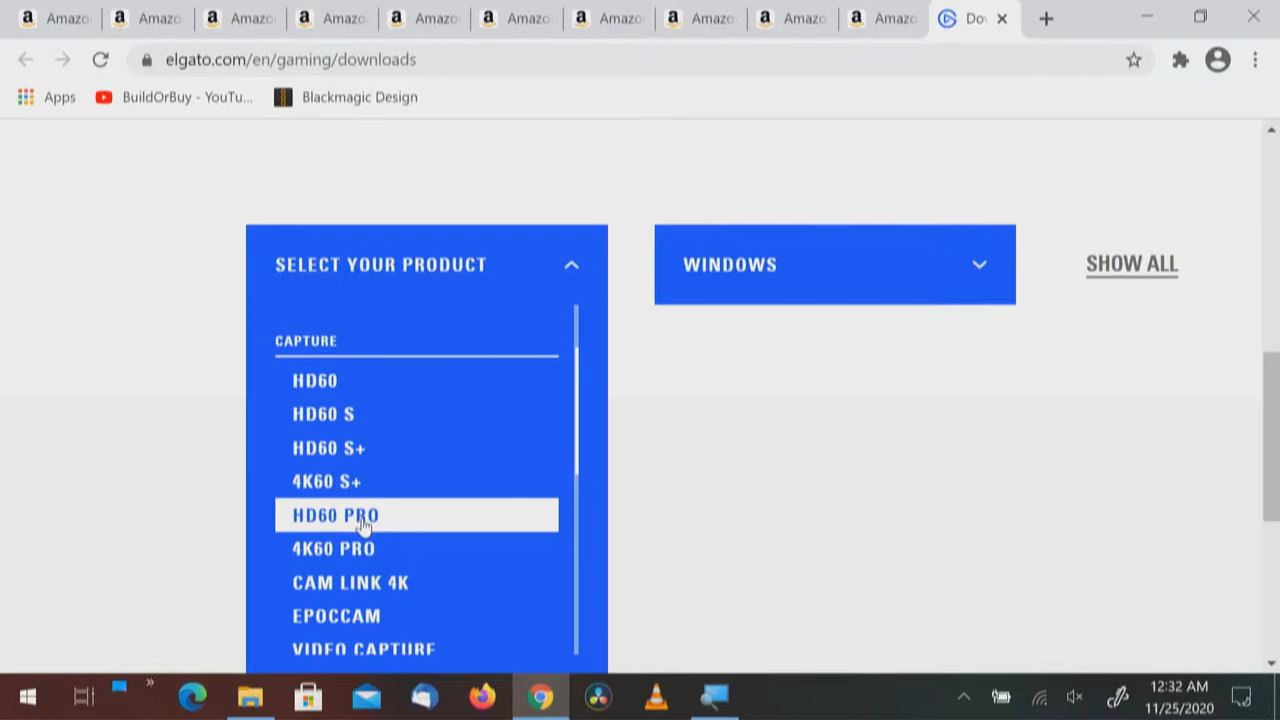 Amazo Amazo Amazo Amazo Amazo Amazo Amazo Amazo Amazo Amazo Do
elgato.com/en/gaming/downloads
Apps BuildOrBuy - YouTu... Blackmagic Design
SELECT YOUR PRODUCT
WINDOWS
SHOW ALL
CAPTURE
HD60
HD60 S
HD60 S+
4K60 S+
HD60 PRO
4K60 PRO
CAM LINK 4K
EPOCCAM
VIDEO CAPTURE
12:32 AM
11/25/2020